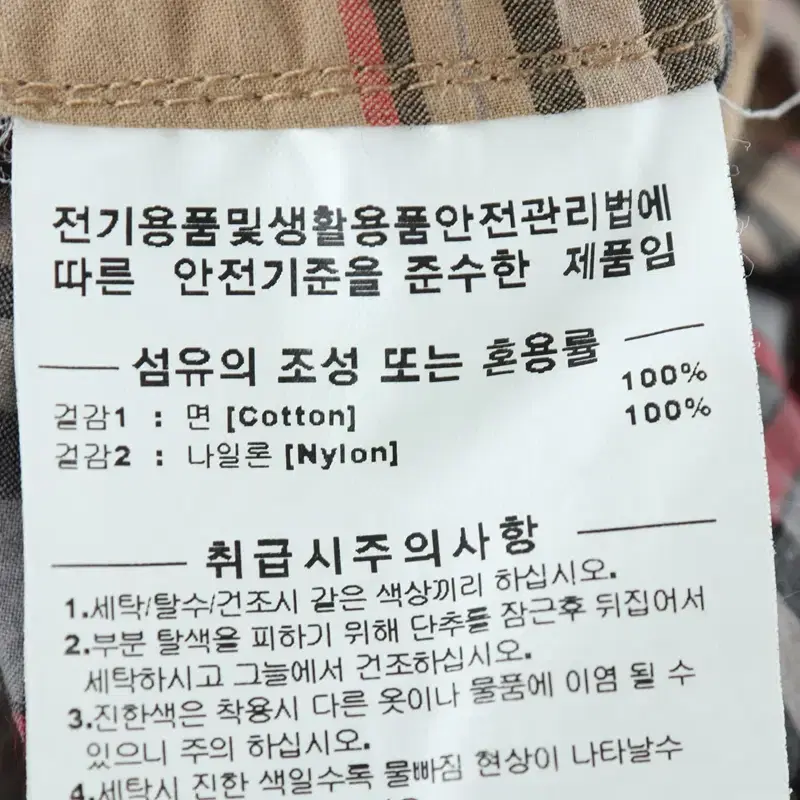 전기용품및생활용품안전관리법에
따른 안전기준을 준수한 제품임
섬유의 조성 또는 혼용률
겉감1 : 면 [Cotton] 100%
겉감2 : 나일론 [Nylon] 100%
취급시주의사항
1.세탁/탈수/건조시 같은 색상끼리 하십시오.
2.부분 탈색을 피하기 위해 단추를 잠근후 뒤집어서
세탁하시고 그늘에서 건조하십시오.
3.진한색은 착용시 다른 옷이나 물품에 이염 될 수
있으니 주의 하십시오.
4.세탁시 진한 색일수록 물빠짐 현상이 나타날수